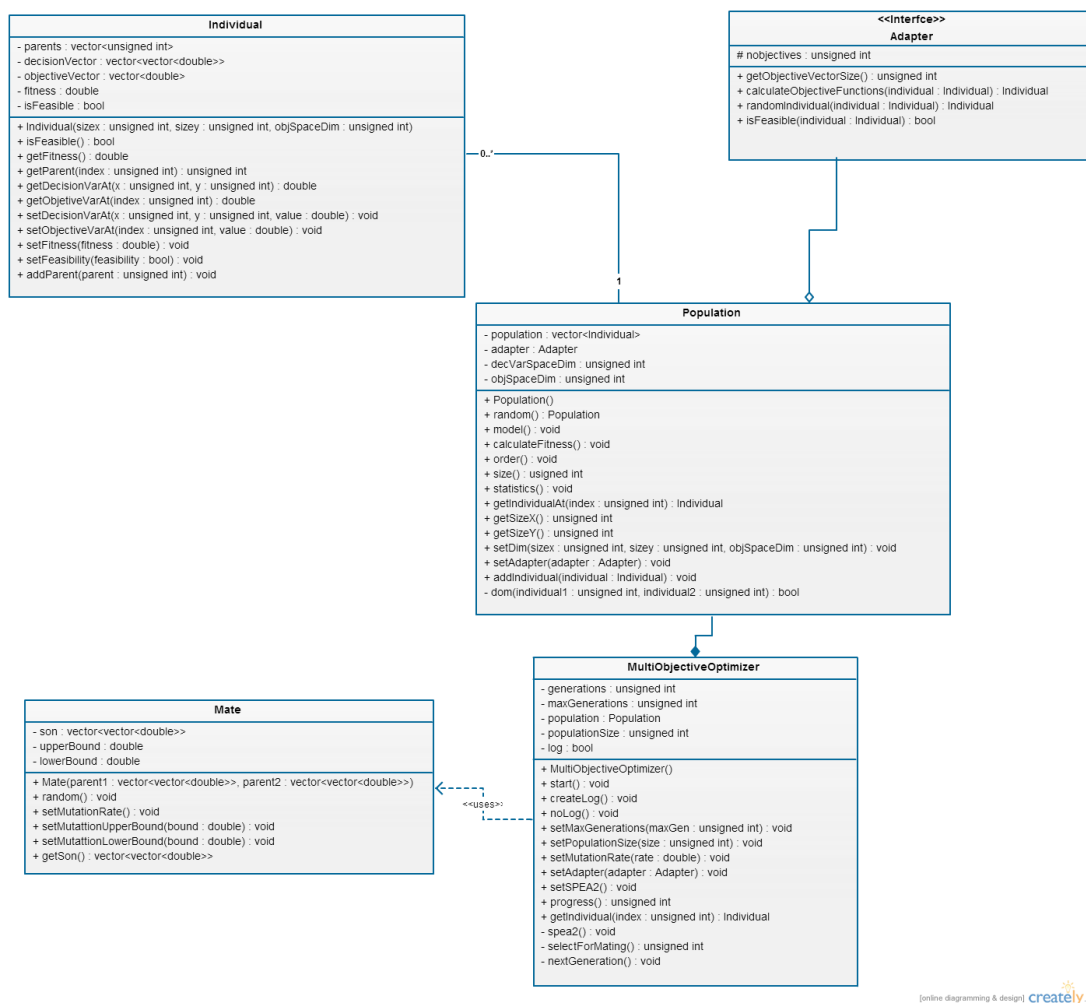 Individual
- parents : vector<unsigned int>
- decisionVector : vector<vector<double>>
- objectiveVector : vector<double>
- fitness : double
- isFeasible : bool
+ Individual(sizex : unsigned int, sizey : unsigned int, objSpaceDim : unsigned int)
+ isFeasible() : bool
+ getFitness() : double
+ getParent(index : unsigned int) : unsigned int
+ getDecisionVarAt(x : unsigned int, y : unsigned int) : double
+ getObjetiveVarAt(index : unsigned int) : double
+ setDecisionVarAt(x : unsigned int, y : unsigned int, value : double) : void
+ setObjectiveVarAt(index : unsigned int, value : double) : void
+ setFitness(fitness : double) : void
+ setFeasibility(feasibility : bool) : void
+ addParent(parent : unsigned int) : void
<<Interfce>>
Adapter
# nobjectives : unsigned int
+ getObjectiveVectorSize() : unsigned int
+ calculateObjectiveFunctions(individual : Individual) : Individual
+ randomIndividual(individual : Individual) : Individual
+ isFeasible(individual : Individual) : bool
0..*
1
Population
- population : vector<Individual>
- adapter : Adapter
- decVarSpaceDim : unsigned int
- objSpaceDim : unsigned int
+ Population()
+ random() : Population
+ model() : void
+ calculateFitness() : void
+ order() : void
+ size() : usigned int
+ statistics() : void
+ getIndividualAt(index : unsigned int) : Individual
+ getSizeX() : unsigned int
+ getSizeY() : unsigned int
+ setDim(sizex : unsigned int, sizey : unsigned int, objSpaceDim : unsigned int) : void
+ setAdapter(adapter : Adapter) : void
+ addIndividual(individual : Individual) : void
- dom(individual1 : unsigned int, individual2 : unsigned int) : bool
MultiObjectiveOptimizer
- generations : unsigned int
- maxGenerations : unsigned int
- population : Population
- populationSize : unsigned int
- log : bool
+ MultiObjectiveOptimizer()
+ start() : void
+ createLog() : void
+ noLog() : void
+ setMaxGenerations(maxGen : unsigned int) : void
+ setPopulationSize(size : unsigned int) : void
+ setMutationRate(rate : double) : void
+ setAdapter(adapter : Adapter) : void
+ setSPEA2() : void
+ progress() : unsigned int
+ getIndividual(index : unsigned int) : Individual
- spea2() : void
- selectForMating() : unsigned int
- nextGeneration() : void
<<uses>>
Mate
- son : vector<vector<double>>
- upperBound : double
- lowerBound : double
+ Mate(parent1 : vector<vector<double>>, parent2 : vector<vector<double>>)
+ random() : void
+ setMutationRate() : void
+ setMutattionUpperBound(bound : double) : void
+ setMutattionLowerBound(bound : double) : void
+ getSon() : vector<vector<double>>
[online diagramming & design] creately